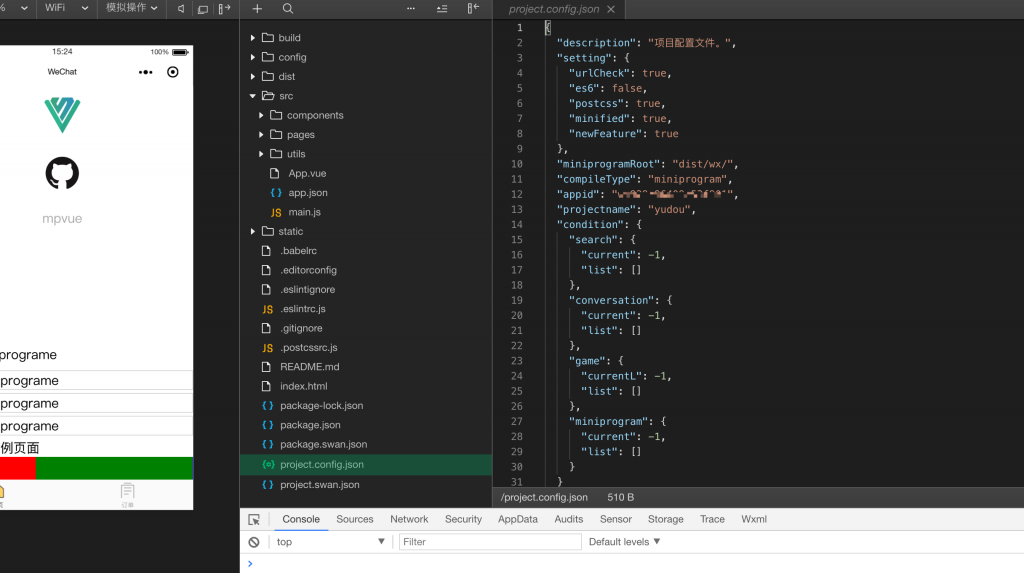 %
WiFi
模拟操作
15:24
100%
WeChat
mpvue
programe
programe
programe
programe
例页面
订单
build
config
dist
src
components
pages
utils
App.vue
app.json
main.js
static
.babelrc
.editorconfig
.eslintignore
.eslintrc.js
.gitignore
.postcssrc.js
README.md
index.html
package-lock.json
package.json
package.swan.json
project.config.json
project.swan.json
project.config.json
1 {
2 "description": "项目配置文件。",
3 "setting": {
4 "urlCheck": true,
5 "es6": false,
6 "postcss": true,
7 "minified": true,
8 "newFeature": true
9 },
10 "miniprogramRoot": "dist/wx/",
11 "compileType": "miniprogram",
12 "appid": "",
13 "projectname": "yudou",
14 "condition": {
15 "search": {
16 "current": -1,
17 "list": []
18 },
19 "conversation": {
20 "current": -1,
21 "list": []
22 },
23 "game": {
24 "currentL": -1,
25 "list": []
26 },
27 "miniprogram": {
28 "current": -1,
29 "list": []
30 }
31 }
/project.config.json 510 B
Console Sources Network Security AppData Audits Sensor Storage Trace Wxml
top Filter Default levels